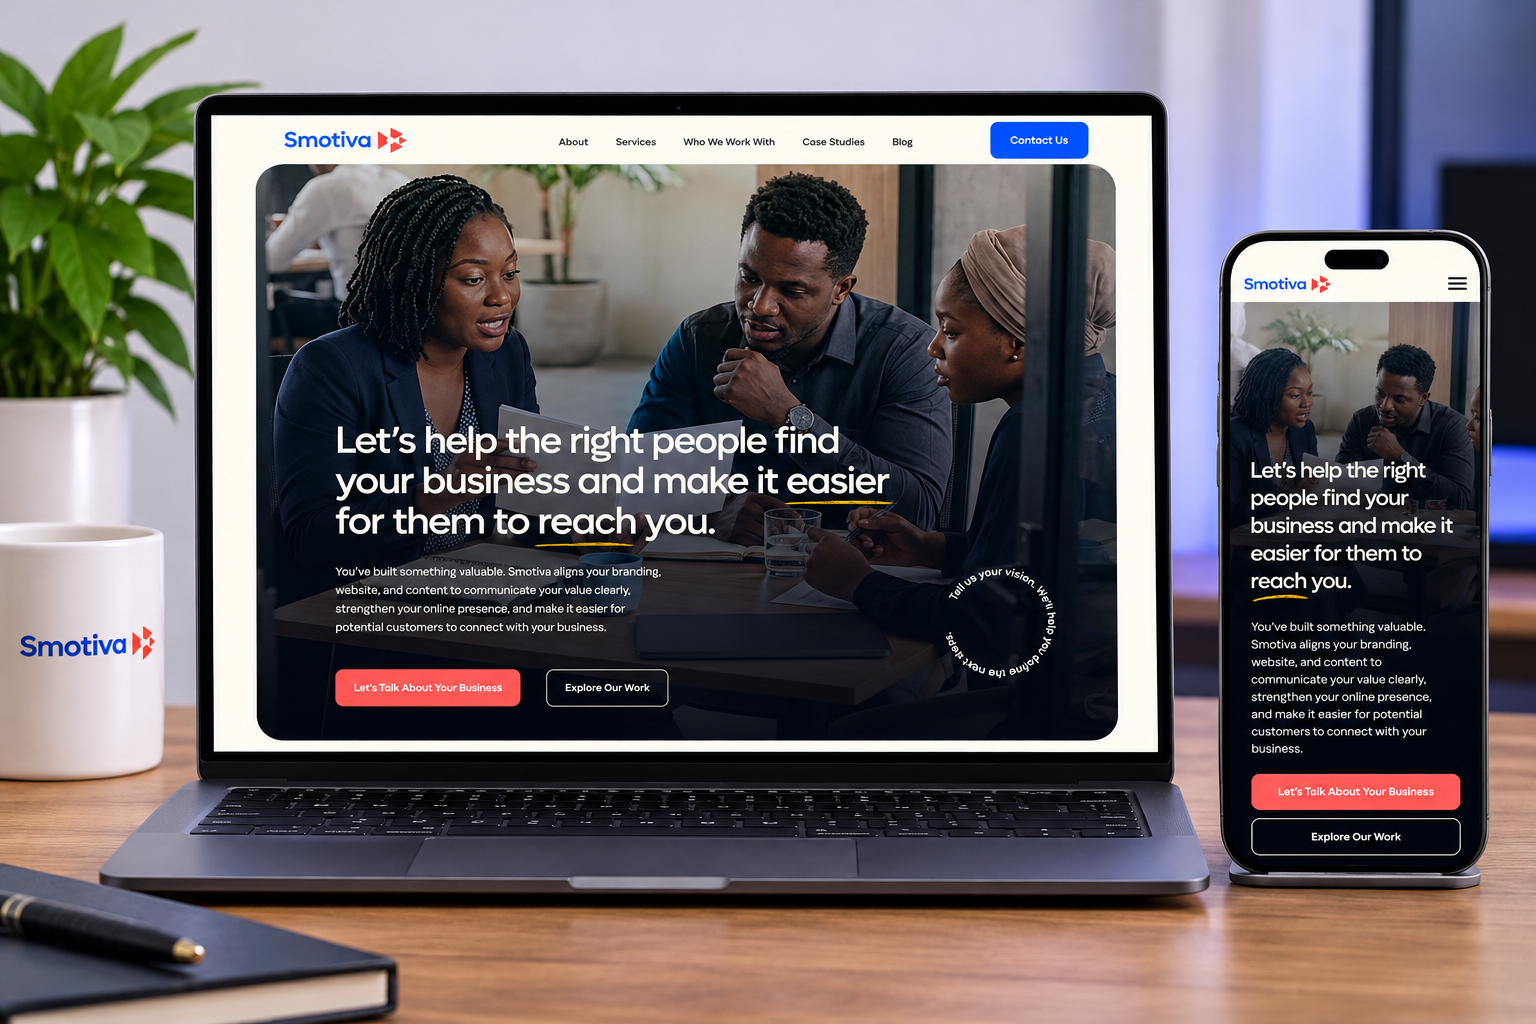 Smotiva
About Services Who We Work With Case Studies Blog
Contact Us
Let's help the right people find
your business and make it easier
for them to reach you.
You've built something valuable. Smotiva aligns your branding,
website, and content to communicate your value clearly,
strengthen your online presence, and make it easier for
potential customers to connect with your business.
Let's Talk About Your Business
Explore Our Work
Tell us your vision. We'll help you define the next steps.
Smotiva
Let's help the right
people find your
business and make it
easier for them to
reach you.
You've built something valuable.
Smotiva aligns your branding,
website, and content to
communicate your value clearly,
strengthen your online presence,
and make it easier for potential
customers to connect with your
business.
Let's Talk About Your Business
Explore Our Work
Smotiva